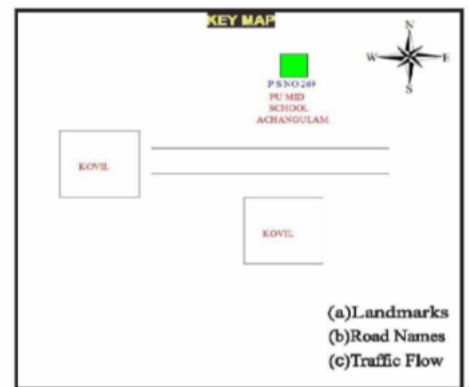 KEY MAP
N
W E
S
P S NO 269
PU MID
SCHOOL
ACHANGULAM
KOVIL
KOVIL
(a)Landmarks
(b)Road Names
(c)Traffic Flow